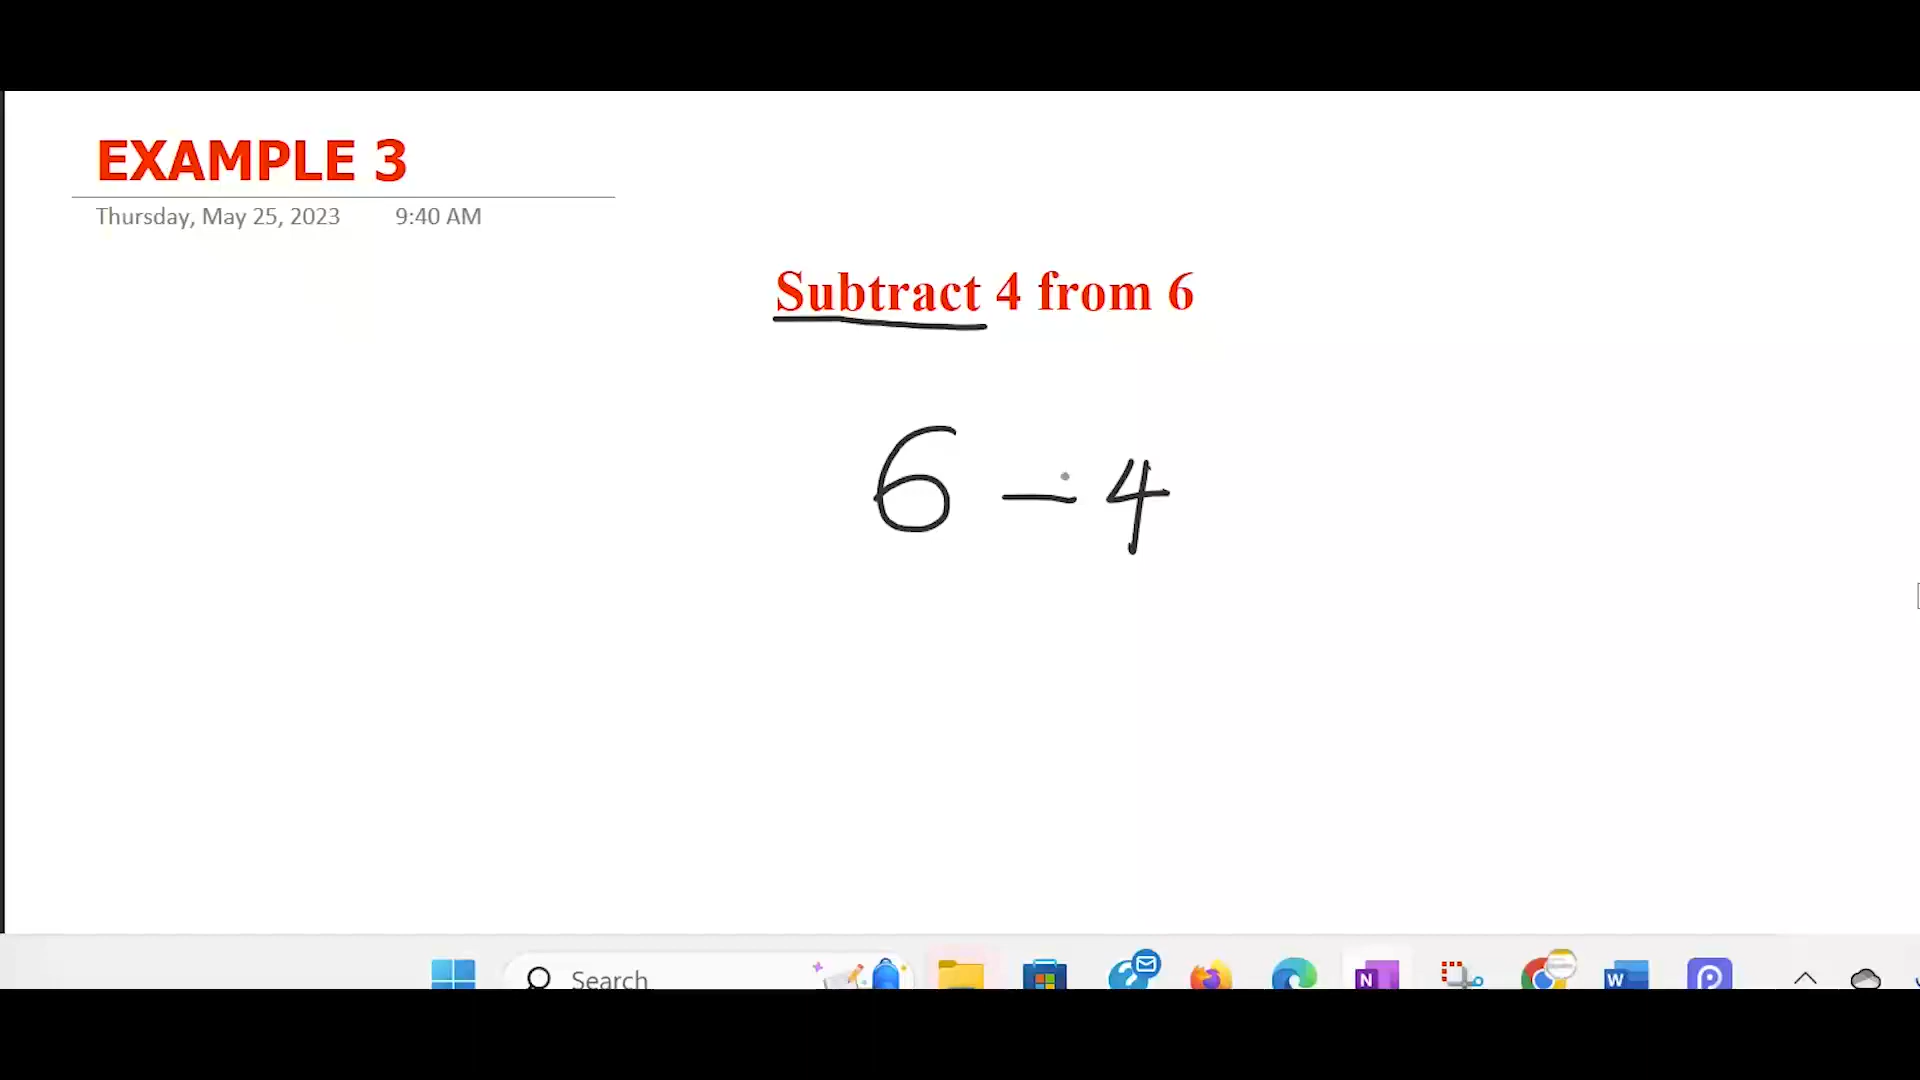 EXAMPLE 3
Thursday, May 25, 2023 9:40 AM
Subtract 4 from 6
6 - 4
Search